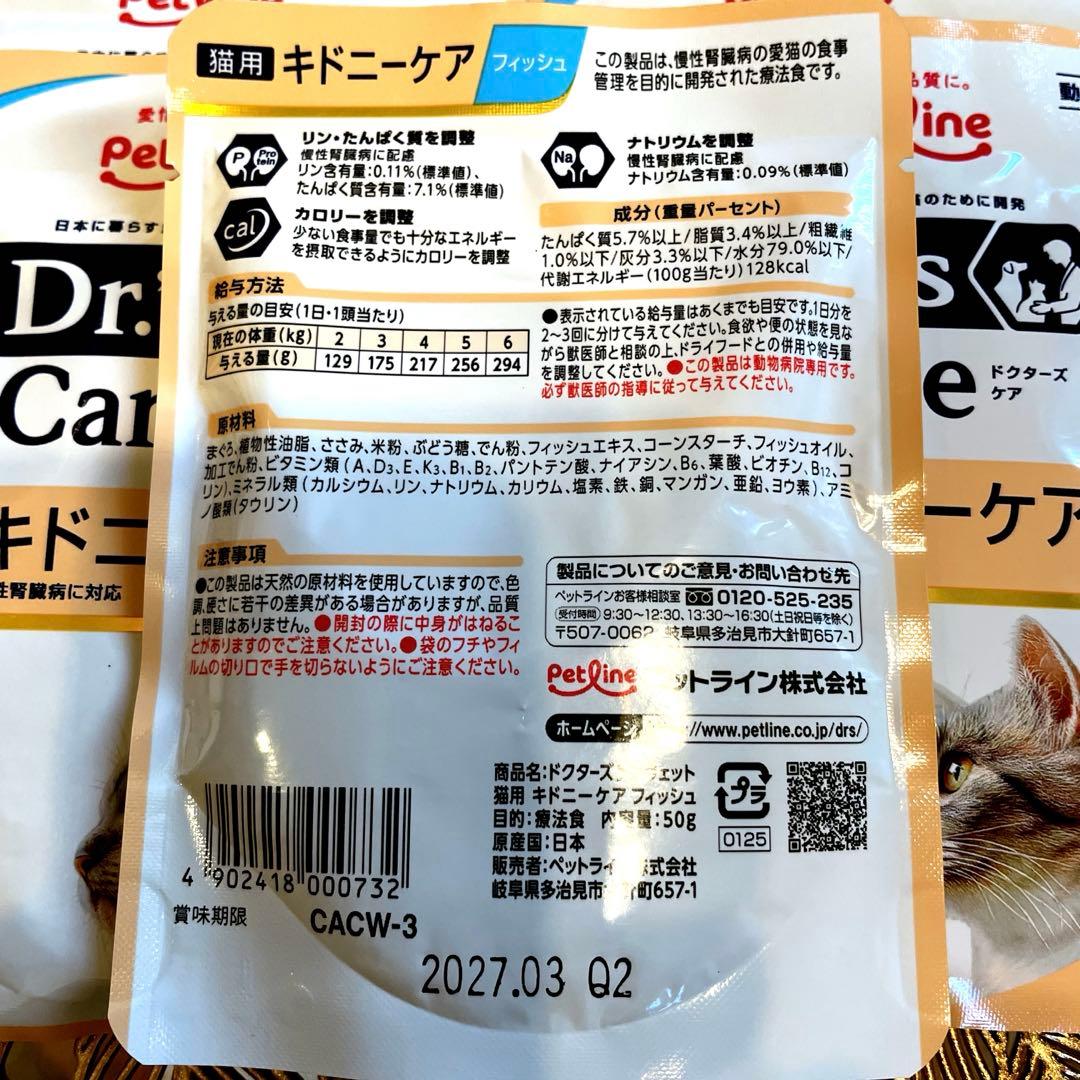 Petline
猫用 キドニーケア フィッシュ
この製品は、慢性腎臓病の愛猫の食事
管理を目的に開発された療法食です。
P Protein
リン・たんぱく質を調整
慢性腎臓病に配慮
リン含有量:0.11%(標準値)、
たんぱく質含有量:7.1%(標準値)
cal
カロリーを調整
少ない食事量でも十分なエネルギー
を摂取できるようにカロリーを調整
Na
ナトリウムを調整
慢性腎臓病に配慮
ナトリウム含有量:0.09%(標準値)
成分(重量パーセント)
たんぱく質5.7%以上/脂質3.4%以上/粗繊維
1.0%以下/灰分3.3%以下/水分79.0%以下/
代謝エネルギー(100g当たり)128kcal
給与方法
与える量の目安(1日・1頭当たり)
現在の体重(kg) 2 3 4 5 6
与える量(g) 129 175 217 256 294
●表示されている給与量はあくまでも目安です。1日分を
2~3回に分けて与えてください。食欲や便の状態を見な
がら獣医師と相談の上、ドライフードとの併用や給与量
を調整してください。●この製品は動物病院専用です。
必ず獣医師の指導に従って与えてください。
原材料
まぐろ、植物性油脂、ささみ、米粉、ぶどう糖、でん粉、フィッシュエキス、コーンスターチ、フィッシュオイル、
加工でん粉、ビタミン類(A、D3、E、K3、B1、B2、パントテン酸、ナイアシン、B6、葉酸、ビオチン、B12、コ
リン)、ミネラル類(カルシウム、リン、ナトリウム、カリウム、塩素、鉄、銅、マンガン、亜鉛、ヨウ素)、アミ
ノ酸類(タウリン)
注意事項
●この製品は天然の原材料を使用していますので、色
調、硬さに若干の差異がある場合がありますが、品質
上問題はありません。●開封の際に中身がはねるこ
とがありますのでご注意ください。●袋のフチやフィ
ルムの切り口で手を切らないようにご注意ください。
製品についてのご意見・お問い合わせ先
ペットラインお客様相談室 0120-525-235
受付時間 9:30~12:30、13:30~16:30(土日祝日等を除く)
〒507-0062 岐阜県多治見市大針町657-1
Petline ットライン株式会社
ホームページ //www.petline.co.jp/drs/
商品名:ドクターズ ェット
猫用 キドニーケア フィッシュ
目的:療法食 内容量:50g
原産国:日本
販売者:ペットライ 株式会社
岐阜県多治見市大針町657-1
プラ
0125
4 902418 000732
賞味期限
CACW-3
2027.03 Q2
愛情
Pet
日本に暮らす
Dr.
Car
キドニ
性腎臓病に対応
品質に。
line
動
のために開発
s
e ドクターズ
ケア
ーケア